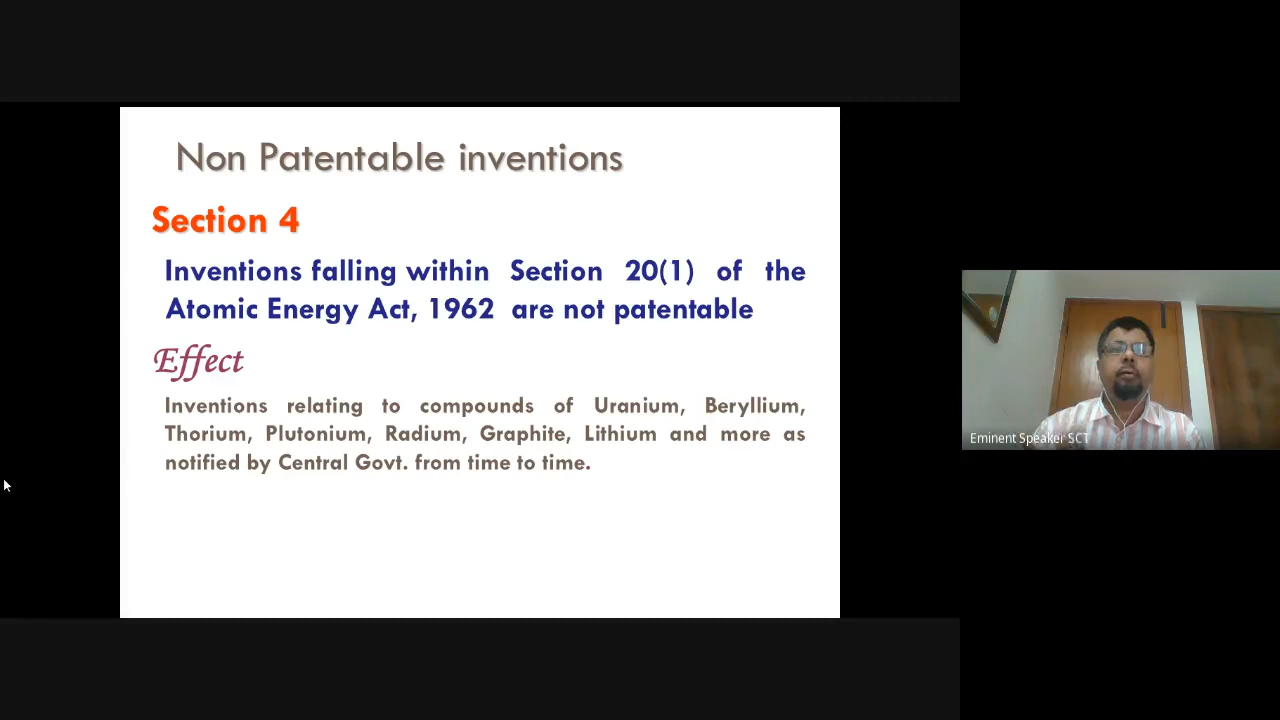 Non Patentable inventions
Section 4
Inventions falling within Section 20(1) of the
Atomic Energy Act, 1962 are not patentable
Effect
Inventions relating to compounds of Uranium, Beryllium,
Thorium, Plutonium, Radium, Graphite, Lithium and more as
notified by Central Govt. from time to time.
Eminent Speaker SCT